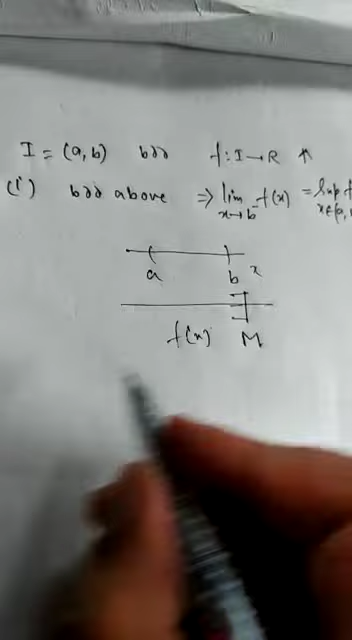 I = (a,b) bdd f: I→R ↑
(i) bdd above ⇒ lim x→b⁻ f(x) = Sup f x∈(a,
a b x
f(x) M